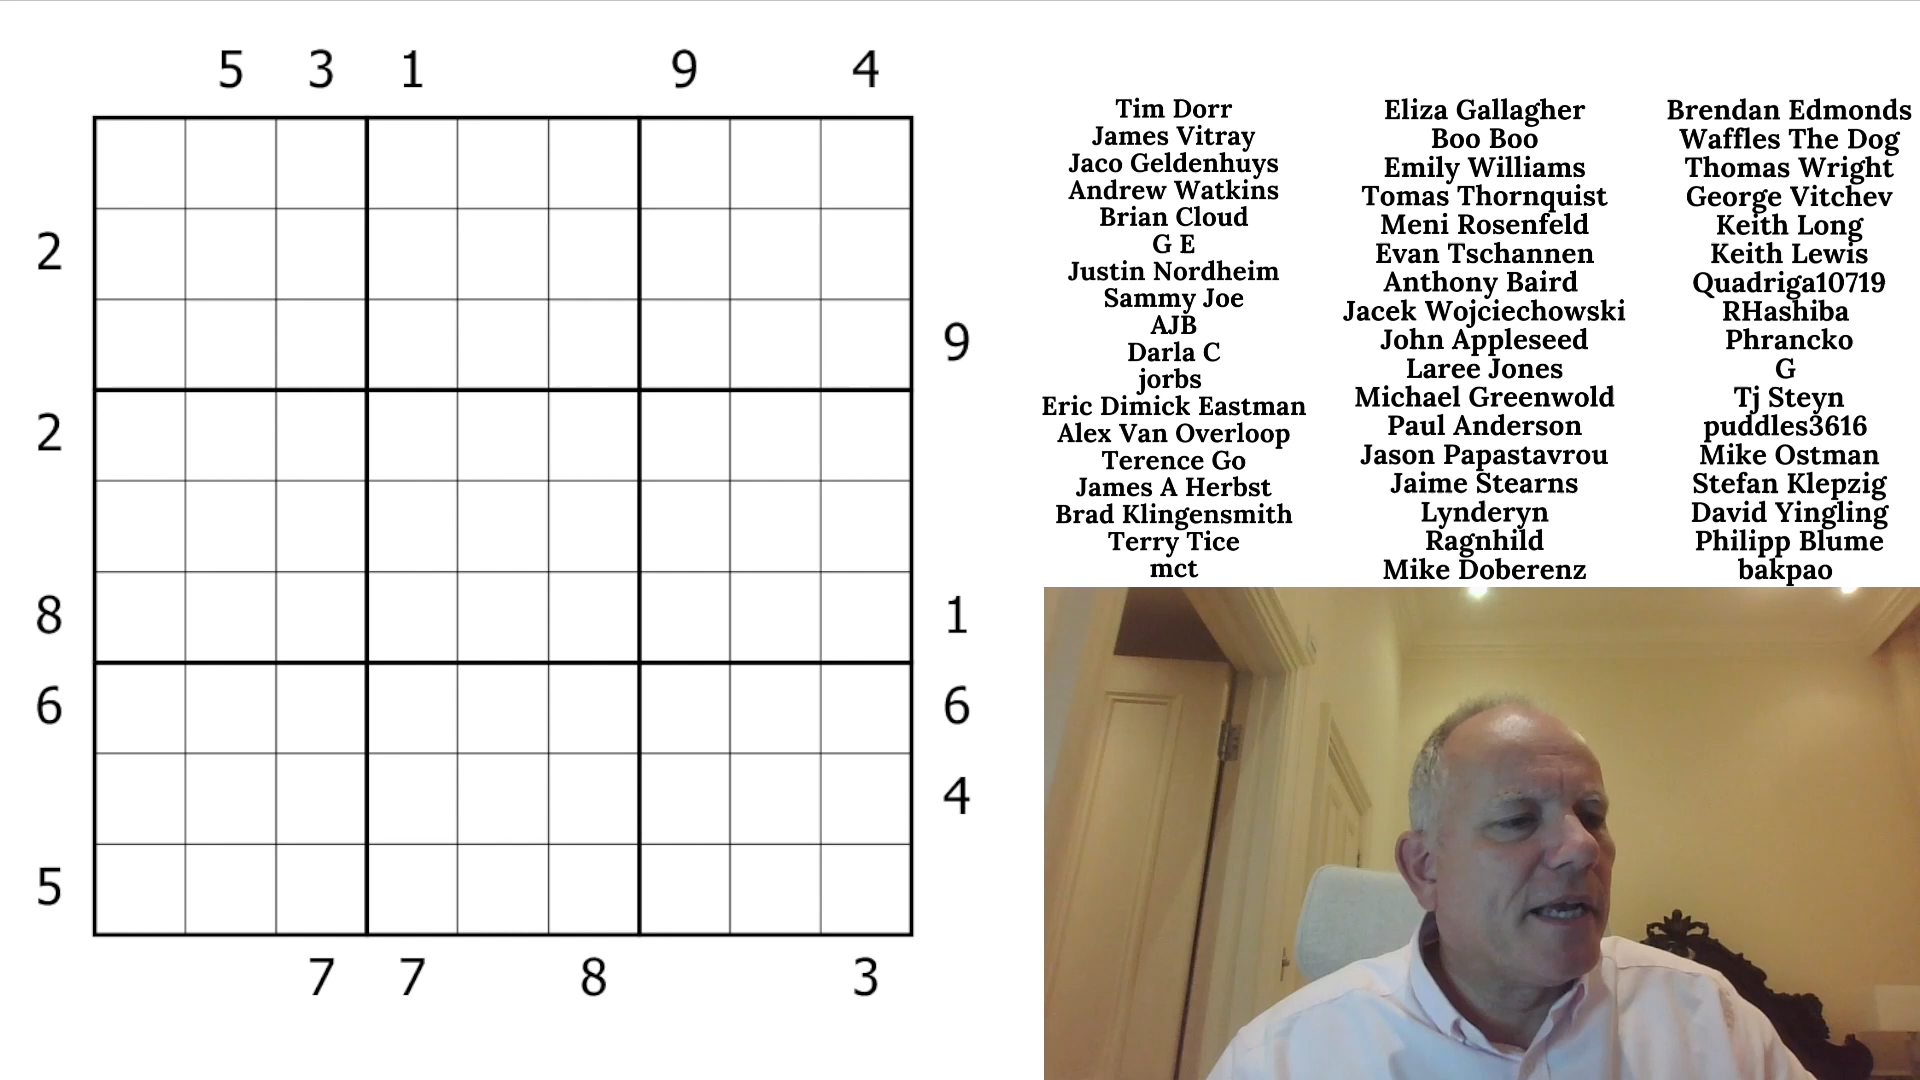 5 3 1 9 4
2
9
2
8 1
6 6
4
5
7 7 8 3
Tim Dorr
James Vitray
Jaco Geldenhuys
Andrew Watkins
Brian Cloud
G E
Justin Nordheim
Sammy Joe
AJB
Darla C
jorbs
Eric Dimick Eastman
Alex Van Overloop
Terence Go
James A Herbst
Brad Klingensmith
Terry Tice
mct
Eliza Gallagher
Boo Boo
Emily Williams
Tomas Thornquist
Meni Rosenfeld
Evan Tschannen
Anthony Baird
Jacek Wojciechowski
John Appleseed
Laree Jones
Michael Greenwold
Paul Anderson
Jason Papastavrou
Jaime Stearns
Lynderyn
Ragnhild
Mike Doberenz
Brendan Edmonds
Waffles The Dog
Thomas Wright
George Vitchev
Keith Long
Keith Lewis
Quadriga10719
RHashiba
Phrancko
G
Tj Steyn
puddles3616
Mike Ostman
Stefan Klepzig
David Yingling
Philipp Blume
bakpao